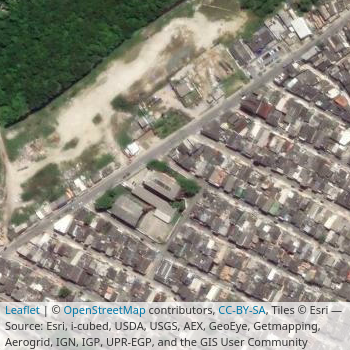 Leaflet | © OpenStreetMap contributors, CC-BY-SA, Tiles © Esri —
Source: Esri, i-cubed, USDA, USGS, AEX, GeoEye, Getmapping,
Aerogrid, IGN, IGP, UPR-EGP, and the GIS User Community